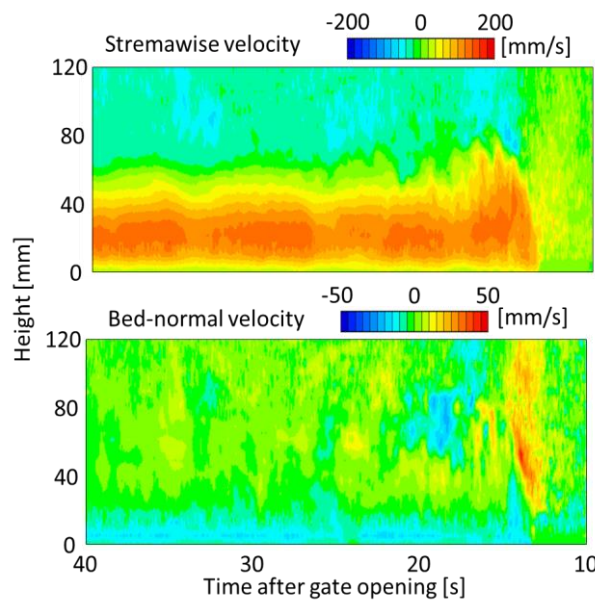 -200 0 200
Stremawise velocity [mm/s]
120
80
40
0
Height [mm]
-50 0 50
Bed-normal velocity [mm/s]
120
80
40
0
40 30 20 10
Time after gate opening [s]